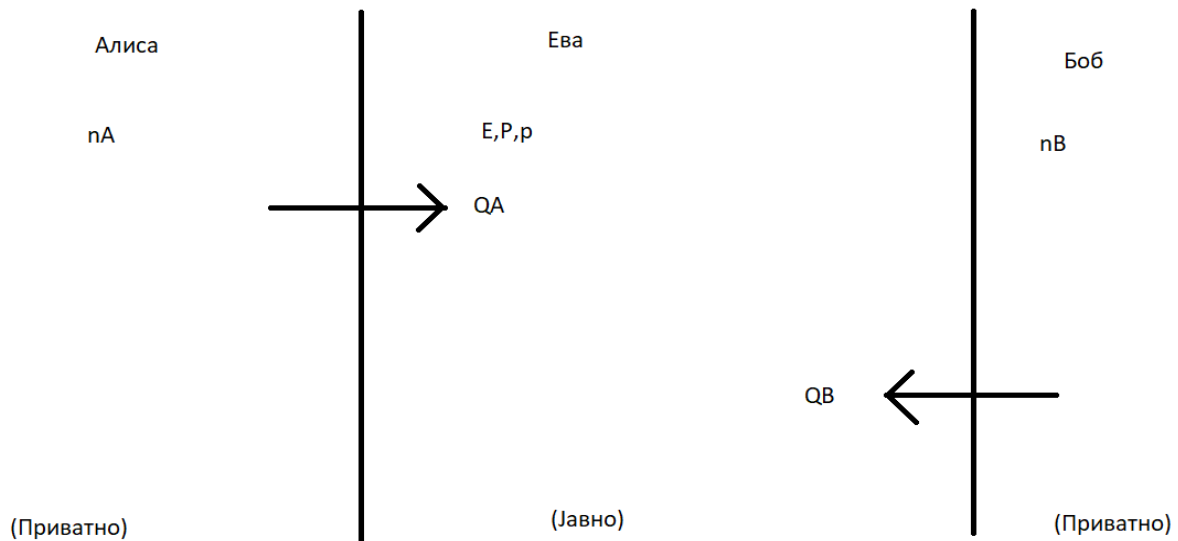 Алиса
Ева
Боб
nA
E,P,p
nB
QA
QB
(Приватно)
(Јавно)
(Приватно)